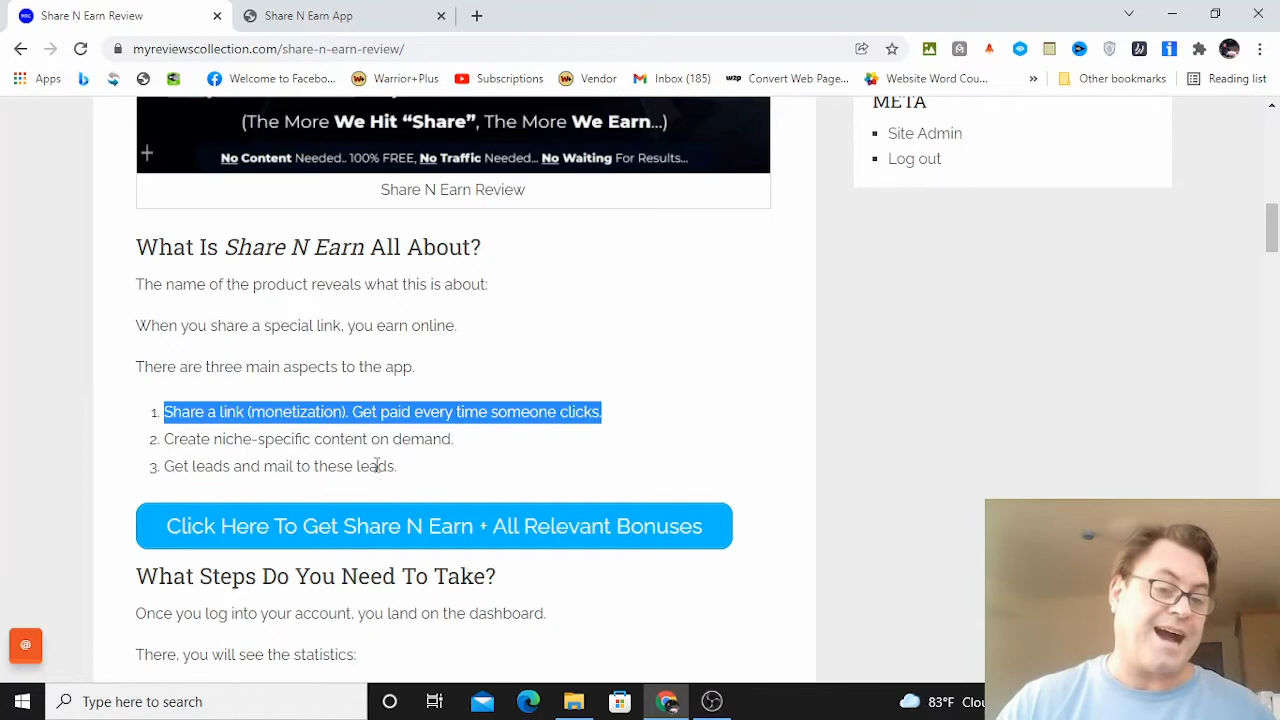 Share N Earn Review
Share N Earn App
myreviewscollection.com/share-n-earn-review/
Apps
Welcome to Facebo...
Warrior+Plus
Subscriptions
Vendor
Inbox (185)
Convert Web Page...
Website Word Cou...
Other bookmarks
Reading list
(The More We Hit “Share”, The More We Earn...)
No Content Needed.. 100% FREE, No Traffic Needed... No Waiting For Results...
Share N Earn Review
META
Site Admin
Log out
What Is Share N Earn All About?
The name of the product reveals what this is about:
When you share a special link, you earn online.
There are three main aspects to the app.
1. Share a link (monetization). Get paid every time someone clicks.
2. Create niche-specific content on demand.
3. Get leads and mail to these leads.
Click Here To Get Share N Earn + All Relevant Bonuses
What Steps Do You Need To Take?
Once you log into your account, you land on the dashboard.
There, you will see the statistics:
Type here to search
83°F Clou